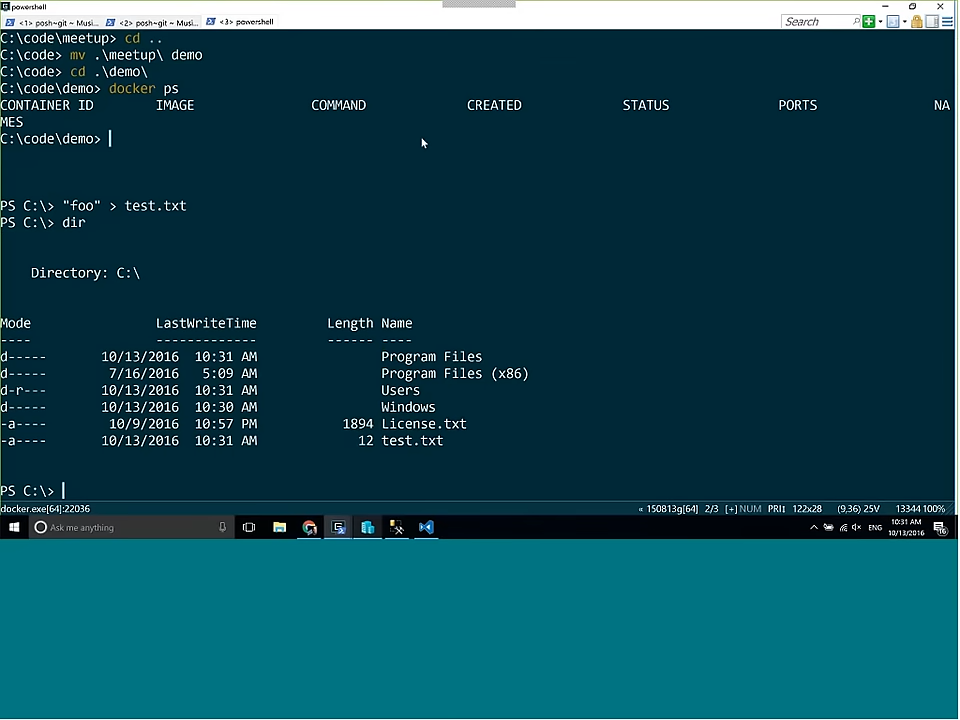 powershell
<1> posh~git ~ Musi... <2> posh~git ~ Musi... <3> powershell Search
C:\code\meetup> cd ..
C:\code> mv .\meetup\ demo
C:\code> cd .\demo\
C:\code\demo> docker ps
CONTAINER ID IMAGE COMMAND CREATED STATUS PORTS NA
MES
C:\code\demo>
PS C:\> "foo" > test.txt
PS C:\> dir
Directory: C:\
Mode LastWriteTime Length Name
---- ------------- ------ ----
d----- 10/13/2016 10:31 AM Program Files
d----- 7/16/2016 5:09 AM Program Files (x86)
d-r--- 10/13/2016 10:31 AM Users
d----- 10/13/2016 10:30 AM Windows
-a---- 10/9/2016 10:57 PM 1894 License.txt
-a---- 10/13/2016 10:31 AM 12 test.txt
PS C:\>
docker.exe[64]:22036 « 150813g[64] 2/3 [+] NUM PRI↕ 122x28 (9,36) 25V 13344 100%
Ask me anything ENG 10:31 AM
10/13/2016